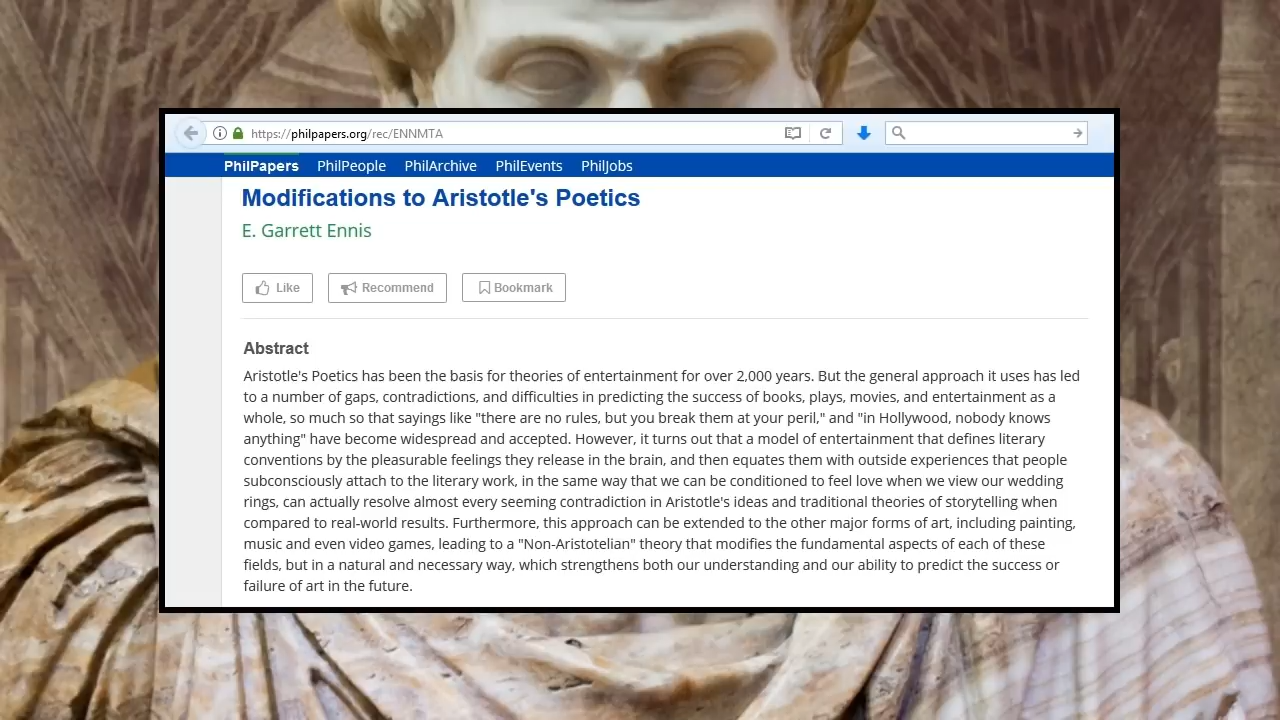 https://philpapers.org/rec/ENNMTA
PhilPapers PhilPeople PhilArchive PhilEvents PhilJobs
Modifications to Aristotle's Poetics
E. Garrett Ennis
Like Recommend Bookmark
Abstract
Aristotle's Poetics has been the basis for theories of entertainment for over 2,000 years. But the general approach it uses has led
to a number of gaps, contradictions, and difficulties in predicting the success of books, plays, movies, and entertainment as a
whole, so much so that sayings like "there are no rules, but you break them at your peril," and "in Hollywood, nobody knows
anything" have become widespread and accepted. However, it turns out that a model of entertainment that defines literary
conventions by the pleasurable feelings they release in the brain, and then equates them with outside experiences that people
subconsciously attach to the literary work, in the same way that we can be conditioned to feel love when we view our wedding
rings, can actually resolve almost every seeming contradiction in Aristotle's ideas and traditional theories of storytelling when
compared to real-world results. Furthermore, this approach can be extended to the other major forms of art, including painting,
music and even video games, leading to a "Non-Aristotelian" theory that modifies the fundamental aspects of each of these
fields, but in a natural and necessary way, which strengthens both our understanding and our ability to predict the success or
failure of art in the future.